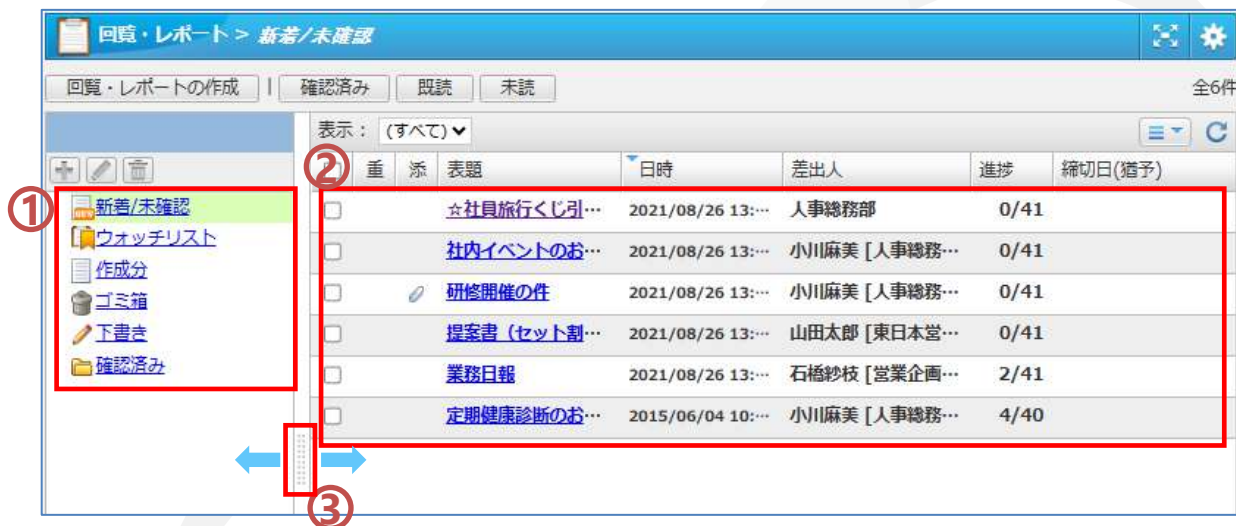 回覧・レポート > 新着/未確認
回覧・レポートの作成 | 確認済み 既読 未読 全6件
表示： (すべて)
② 重 添 表題 日時 差出人 進捗 締切日(猶予)
① 新着/未確認
ウォッチリスト
作成分
ゴミ箱
下書き
確認済み
☆社員旅行くじ引… 2021/08/26 13:… 人事総務部 0/41
社内イベントのお… 2021/08/26 13:… 小川麻美 [人事総務… 0/41
研修開催の件 2021/08/26 13:… 小川麻美 [人事総務… 0/41
提案書（セット割… 2021/08/26 13:… 山田太郎 [東日本営… 0/41
業務日報 2021/08/26 13:… 石橋紗枝 [営業企画… 2/41
定期健康診断のお… 2015/06/04 10:… 小川麻美 [人事総務… 4/40
③